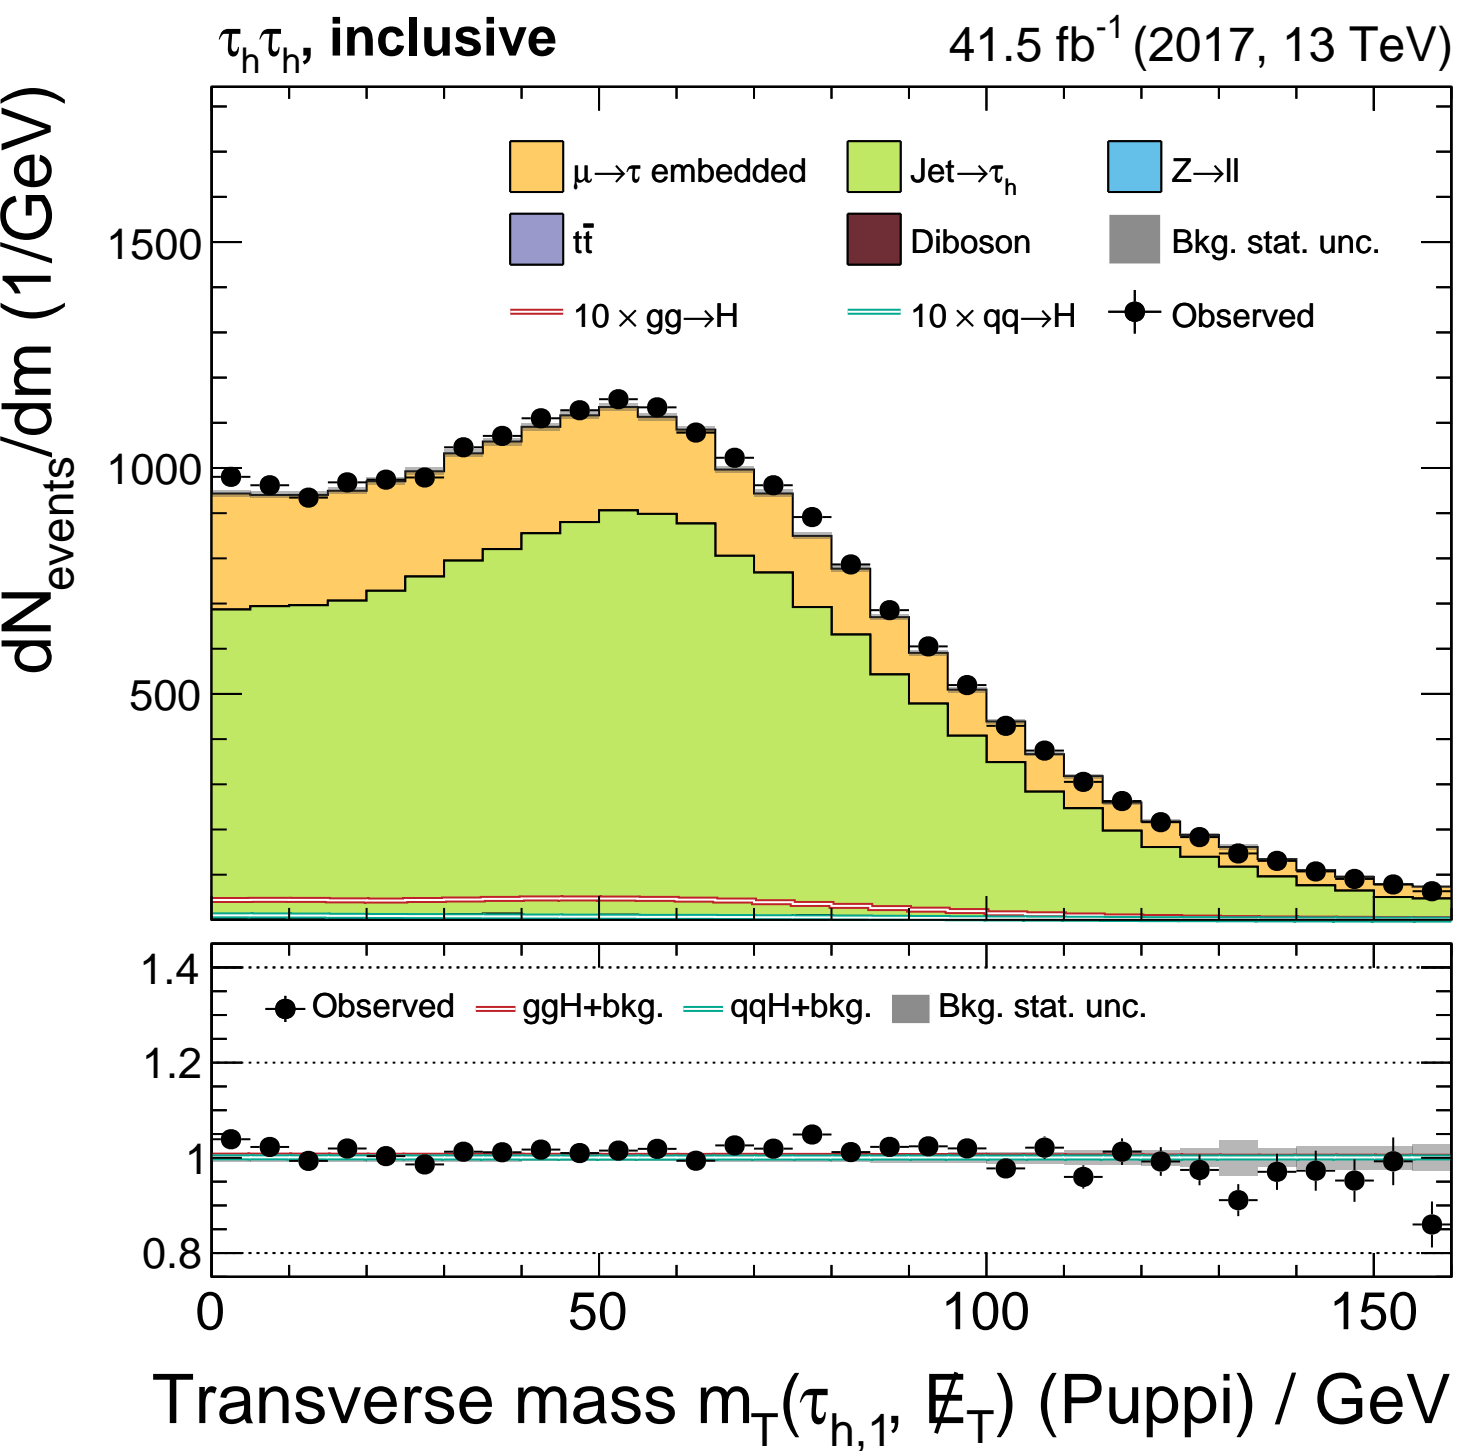 τhτh, inclusive 41.5 fb-1 (2017, 13 TeV)
dNevents/dm (1/GeV)
μ→τ embedded Jet→τh Z→ll
tt̄ Diboson Bkg. stat. unc.
10 × gg→H 10 × qq→H Observed
1500
1000
500
1.4
Observed ggH+bkg. qqH+bkg. Bkg. stat. unc.
1.2
1
0.8
0 50 100 150
Transverse mass mT(τh,1, E̸T) (Puppi) / GeV